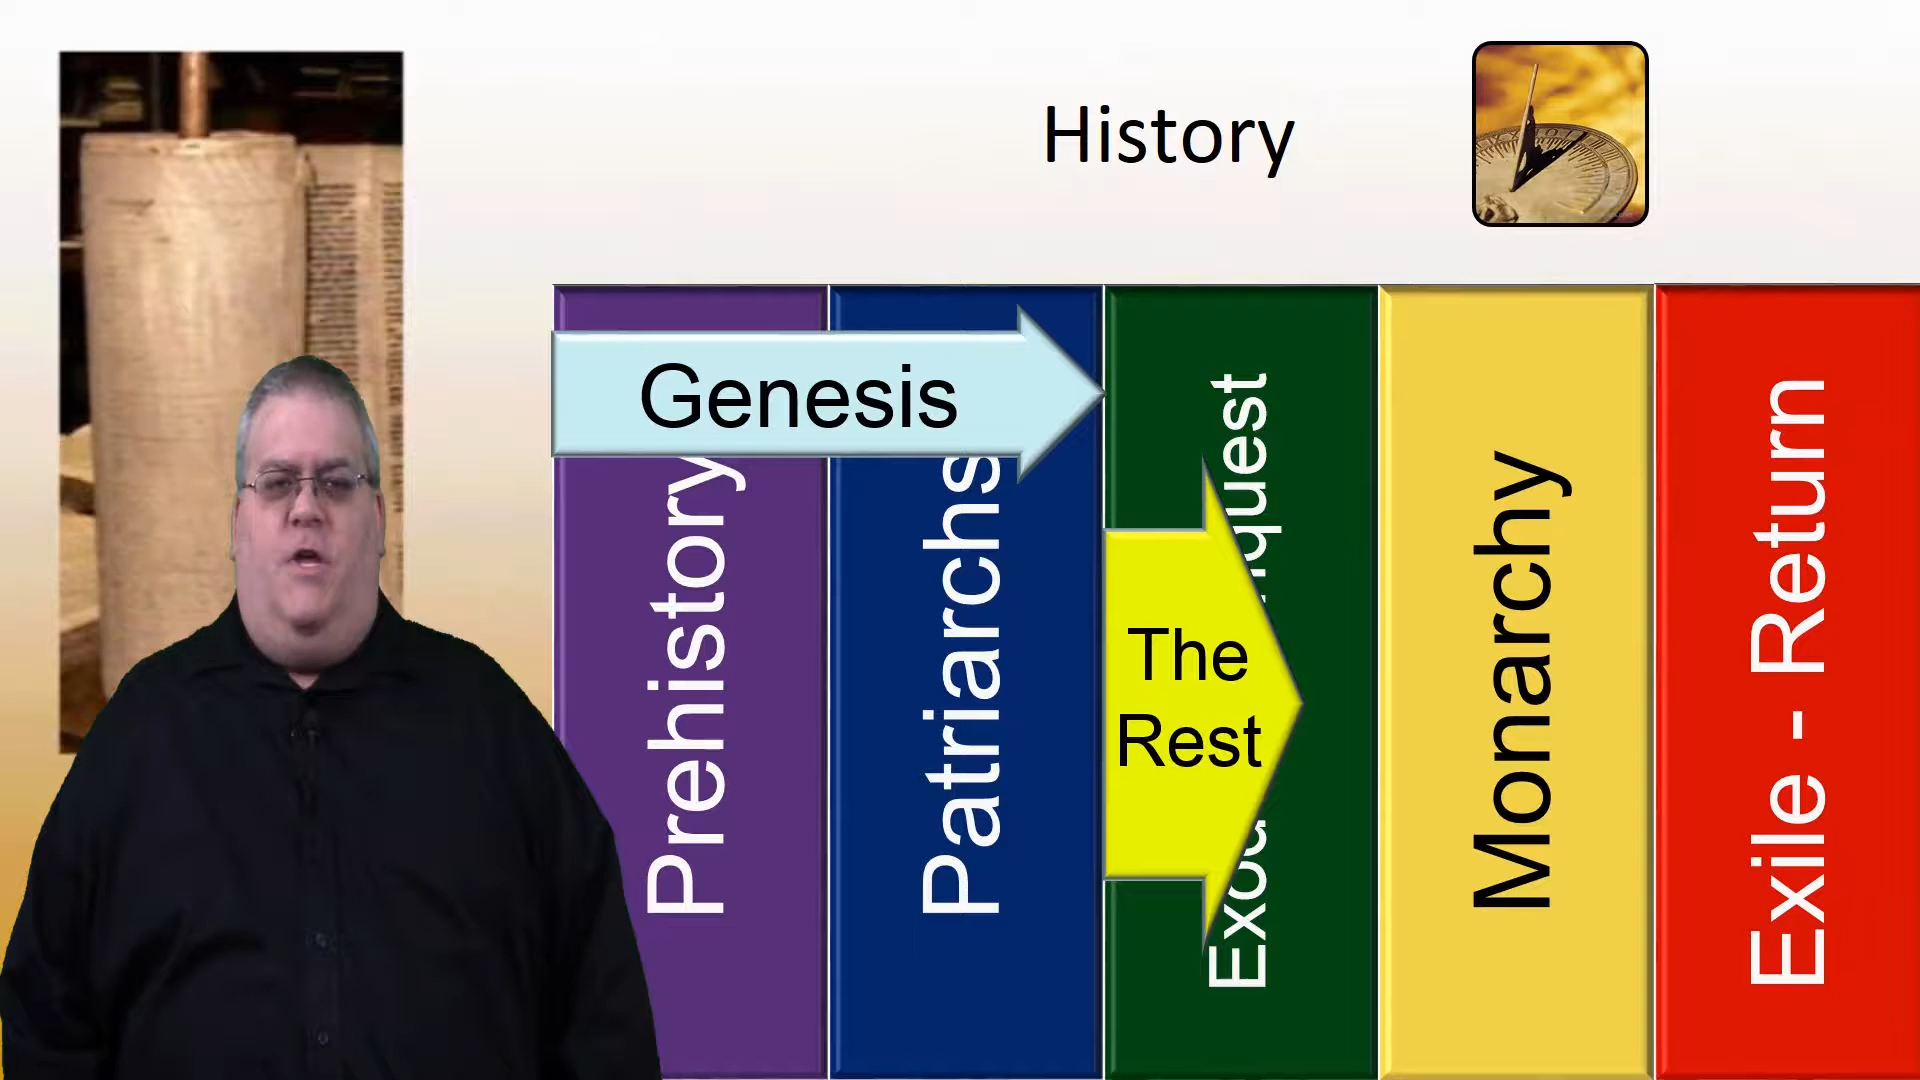 History
Genesis
Prehistory
Patriarchs
The
Rest
Monarchy
Exile - Return